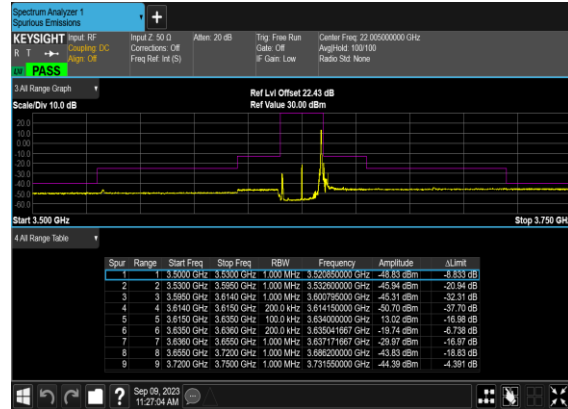 Spectrum Analyzer 1
Spurious Emissions
KEYSIGHT Input: RF Input Z: 50 Ω Atten: 20 dB Trig: Free Run Center Freq: 22.005000000 GHz
R T Coupling: DC Corrections: Off Gate: Off Avg|Hold: 100/100
Align: Off Freq Ref: Int (S) IF Gain: Low Radio Std: None
PASS
3 All Range Graph
Ref Lvl Offset 22.43 dB
Scale/Div 10.0 dB Ref Value 30.00 dBm
20.0
10.0
0.00
-10.0
-20.0
-30.0
-40.0
-50.0
-60.0
Start 3.500 GHz Stop 3.750 GHz
4 All Range Table
Spur Range Start Freq Stop Freq RBW Frequency Amplitude ΔLimit
1 1 3.5000 GHz 3.5300 GHz 1.000 MHz 3.520850000 GHz -48.83 dBm -8.833 dB
2 2 3.5300 GHz 3.5950 GHz 1.000 MHz 3.532600000 GHz -45.94 dBm -20.94 dB
3 3 3.5950 GHz 3.6140 GHz 1.000 MHz 3.600795000 GHz -45.31 dBm -32.31 dB
4 4 3.6140 GHz 3.6150 GHz 200.0 kHz 3.614150000 GHz -50.70 dBm -37.70 dB
5 5 3.6150 GHz 3.6350 GHz 100.0 kHz 3.634000000 GHz 13.02 dBm -16.98 dB
6 6 3.6350 GHz 3.6360 GHz 200.0 kHz 3.635041667 GHz -19.74 dBm -6.738 dB
7 7 3.6360 GHz 3.6550 GHz 1.000 MHz 3.637171667 GHz -29.97 dBm -16.97 dB
8 8 3.6550 GHz 3.7200 GHz 1.000 MHz 3.686200000 GHz -43.83 dBm -18.83 dB
9 9 3.7200 GHz 3.7500 GHz 1.000 MHz 3.731550000 GHz -44.39 dBm -4.391 dB
Sep 09, 2023
11:27:04 AM